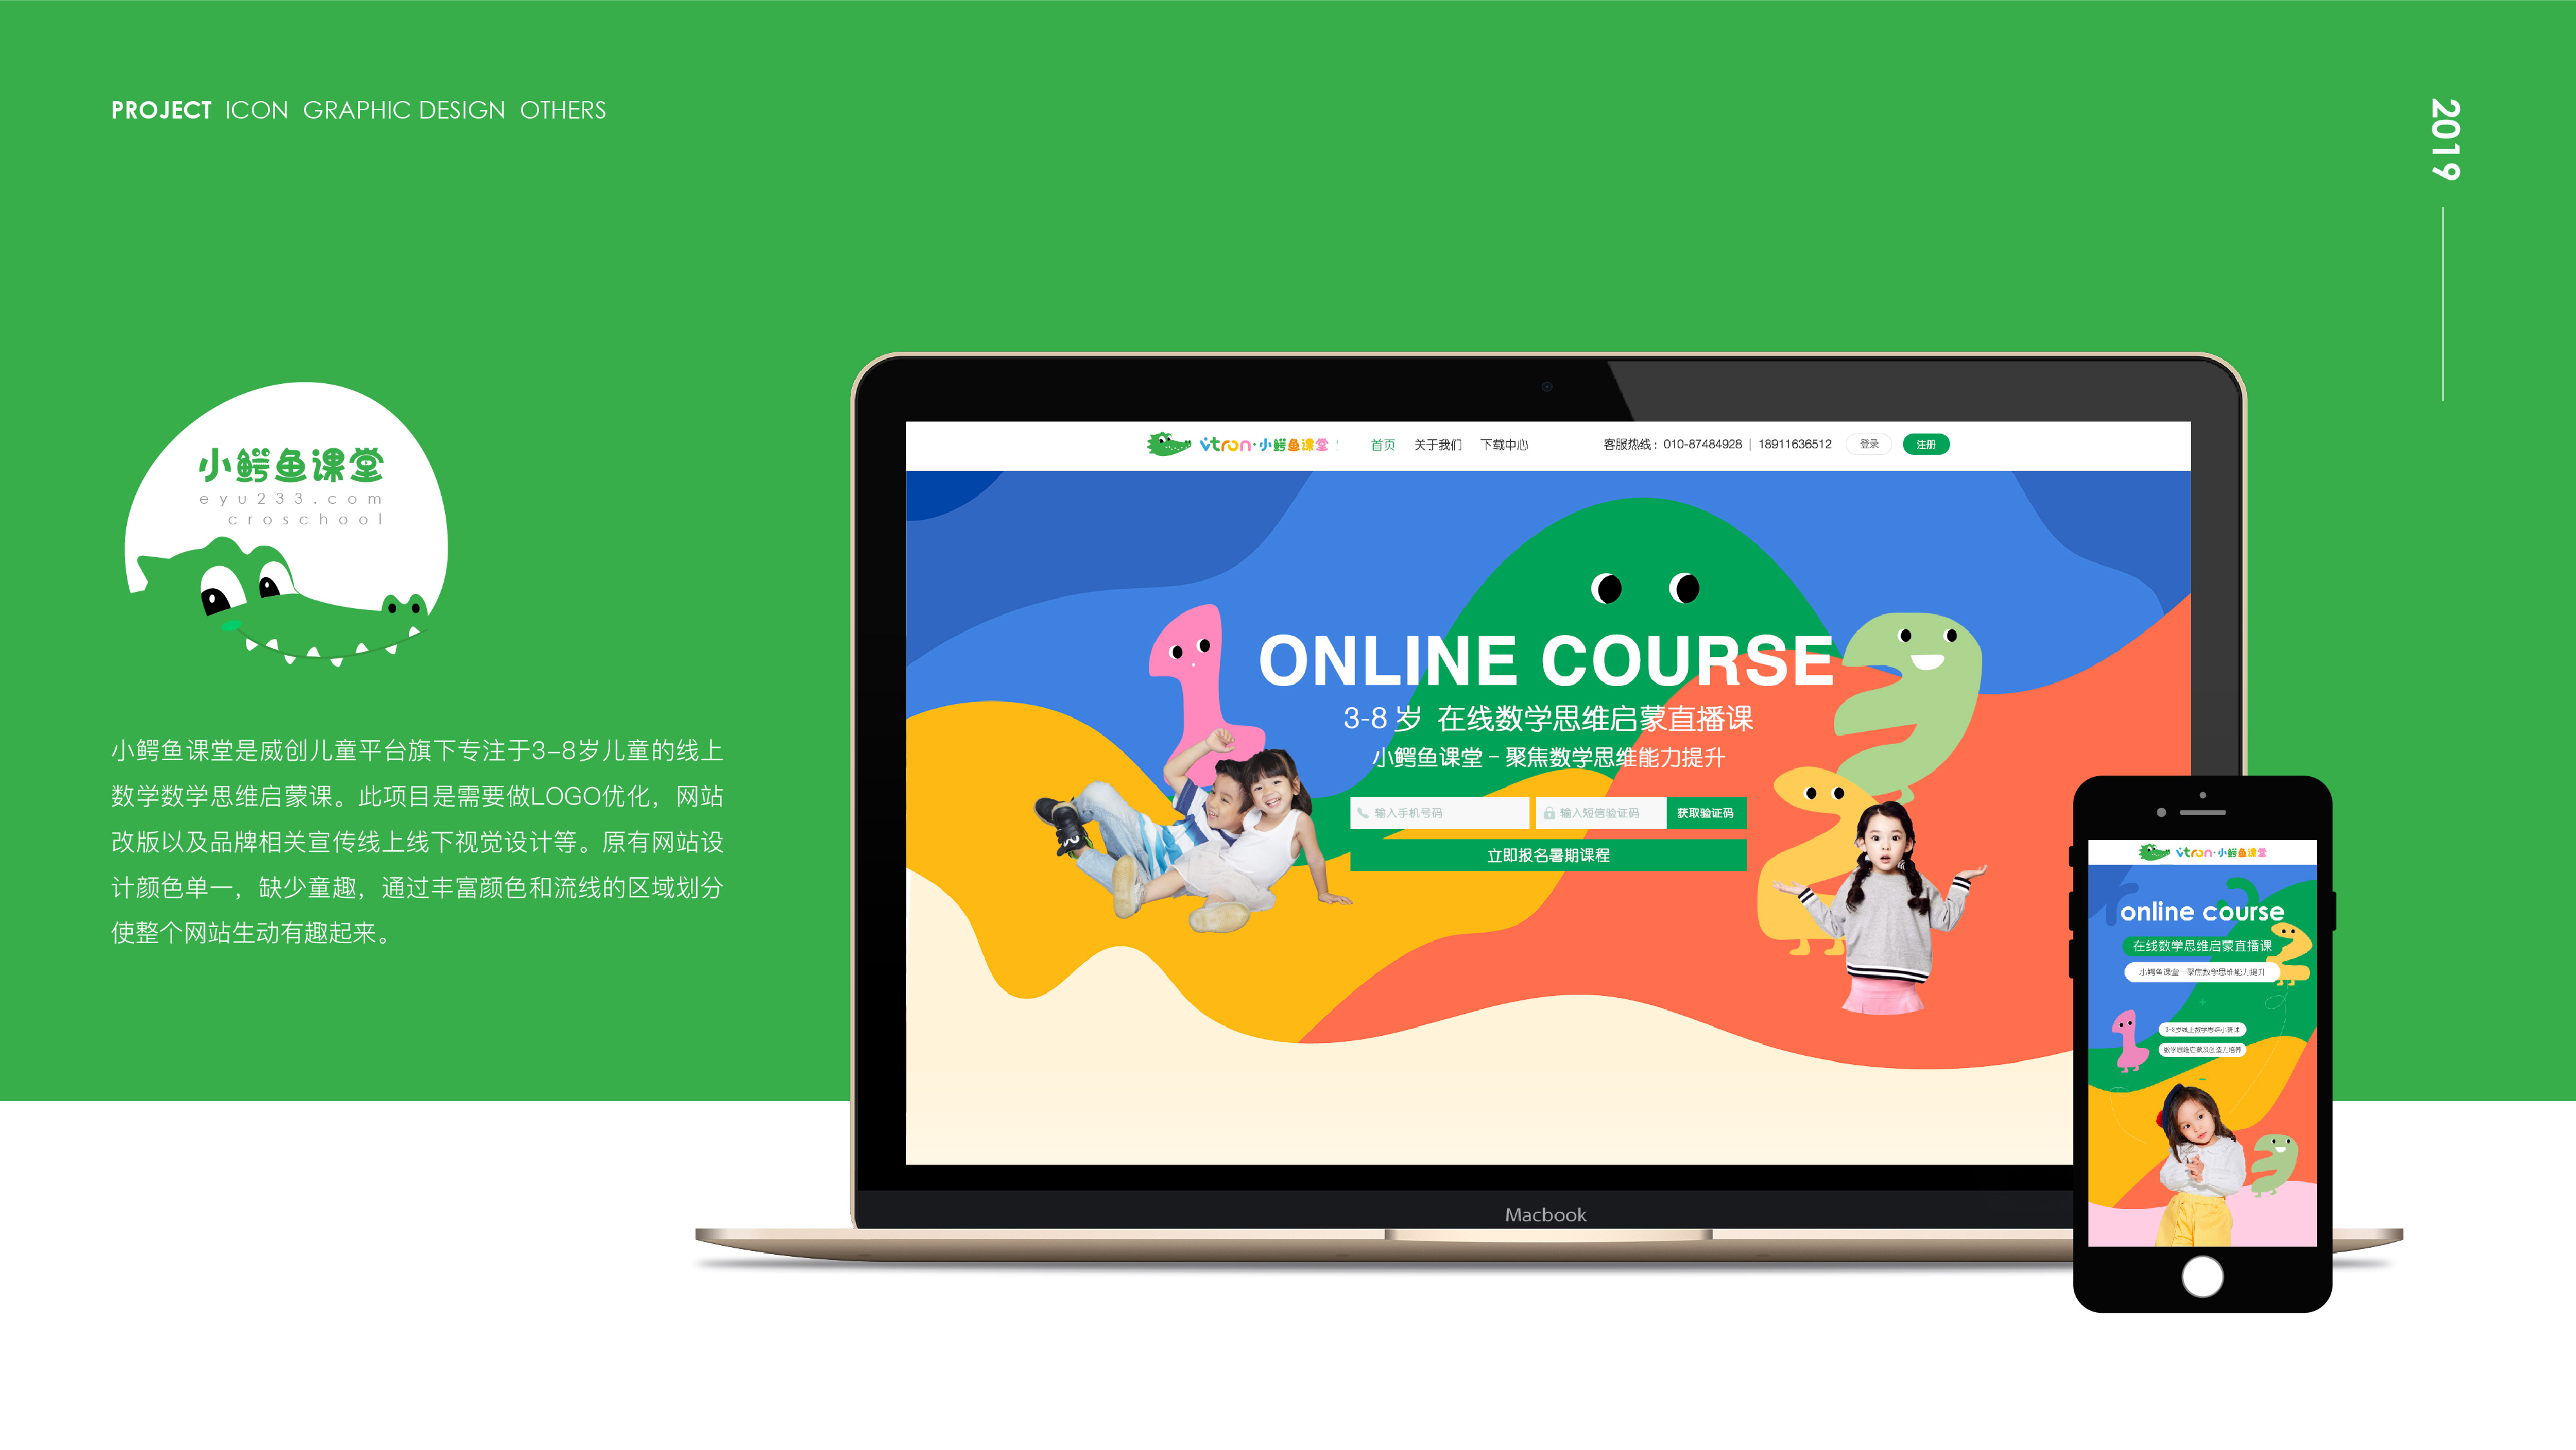 PROJECT ICON GRAPHIC DESIGN OTHERS
2019
小鳄鱼课堂
eyu233.com
croschool
小鳄鱼课堂是威创儿童平台旗下专注于3-8岁儿童的线上
数学数学思维启蒙课。此项目是需要做LOGO优化，网站
改版以及品牌相关宣传线上线下视觉设计等。原有网站设
计颜色单一，缺少童趣，通过丰富颜色和流线的区域划分
使整个网站生动有趣起来。
vtron·小鳄鱼课堂 首页 关于我们 下载中心 客服热线：010-87484928 | 18911636512 登录 注册
ONLINE COURSE
3-8 岁 在线数学思维启蒙直播课
小鳄鱼课堂 - 聚焦数学思维能力提升
输入手机号码 输入短信验证码 获取验证码
立即报名暑期课程
Macbook
vtron·小鳄鱼课堂
online course
在线数学思维启蒙直播课
小鳄鱼课堂 - 聚焦数学思维能力提升